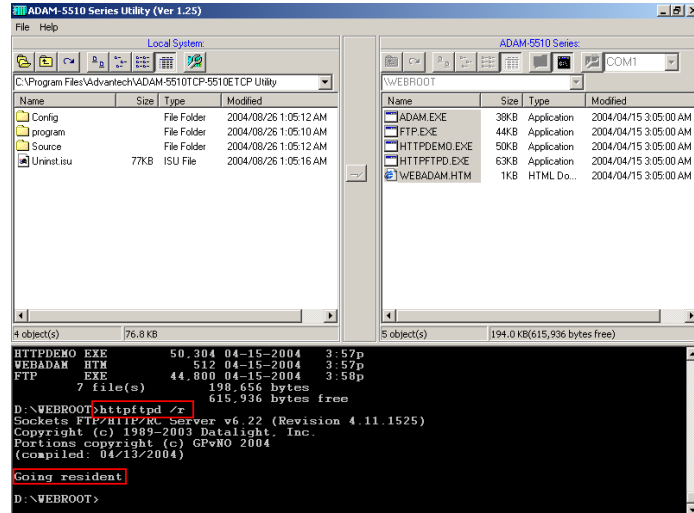 ADAM-5510 Series Utility (Ver 1.25)
File Help
Local System:
C:\Program Files\Advantech\ADAM-5510TCP-5510ETCP Utility
Name Size Type Modified
Config File Folder 2004/08/26 1:05:12 AM
program File Folder 2004/08/26 1:05:10 AM
Source File Folder 2004/08/26 1:05:12 AM
Uninst.isu 77KB ISU File 2004/08/26 1:05:16 AM
4 object(s) 76.8 KB
ADAM-5510 Series:
COM1
\WEBROOT
Name Size Type Modified
ADAM.EXE 38KB Application 2004/04/15 3:05:00 AM
FTP.EXE 44KB Application 2004/04/15 3:05:00 AM
HTTPDEMO.EXE 50KB Application 2004/04/15 3:05:00 AM
HTTPFTPD.EXE 63KB Application 2004/04/15 3:05:00 AM
WEBADAM.HTM 1KB HTML Do... 2004/04/15 3:05:00 AM
5 object(s) 194.0 KB(615,936 bytes free)
HTTPDEMO EXE 50,304 04-15-2004 3:57p
WEBADAM HTM 512 04-15-2004 3:57p
FTP EXE 44,800 04-15-2004 3:58p
7 file(s) 198,656 bytes
615,936 bytes free
D:\WEBROOT>httpftpd /r
Sockets FTP/HTTP/RC Server v6.22 (Revision 4.11.1525)
Copyright (c) 1989-2003 Datalight, Inc.
Portions copyright (c) GPvNO 2004
(compiled: 04/13/2004)
Going resident
D:\WEBROOT>